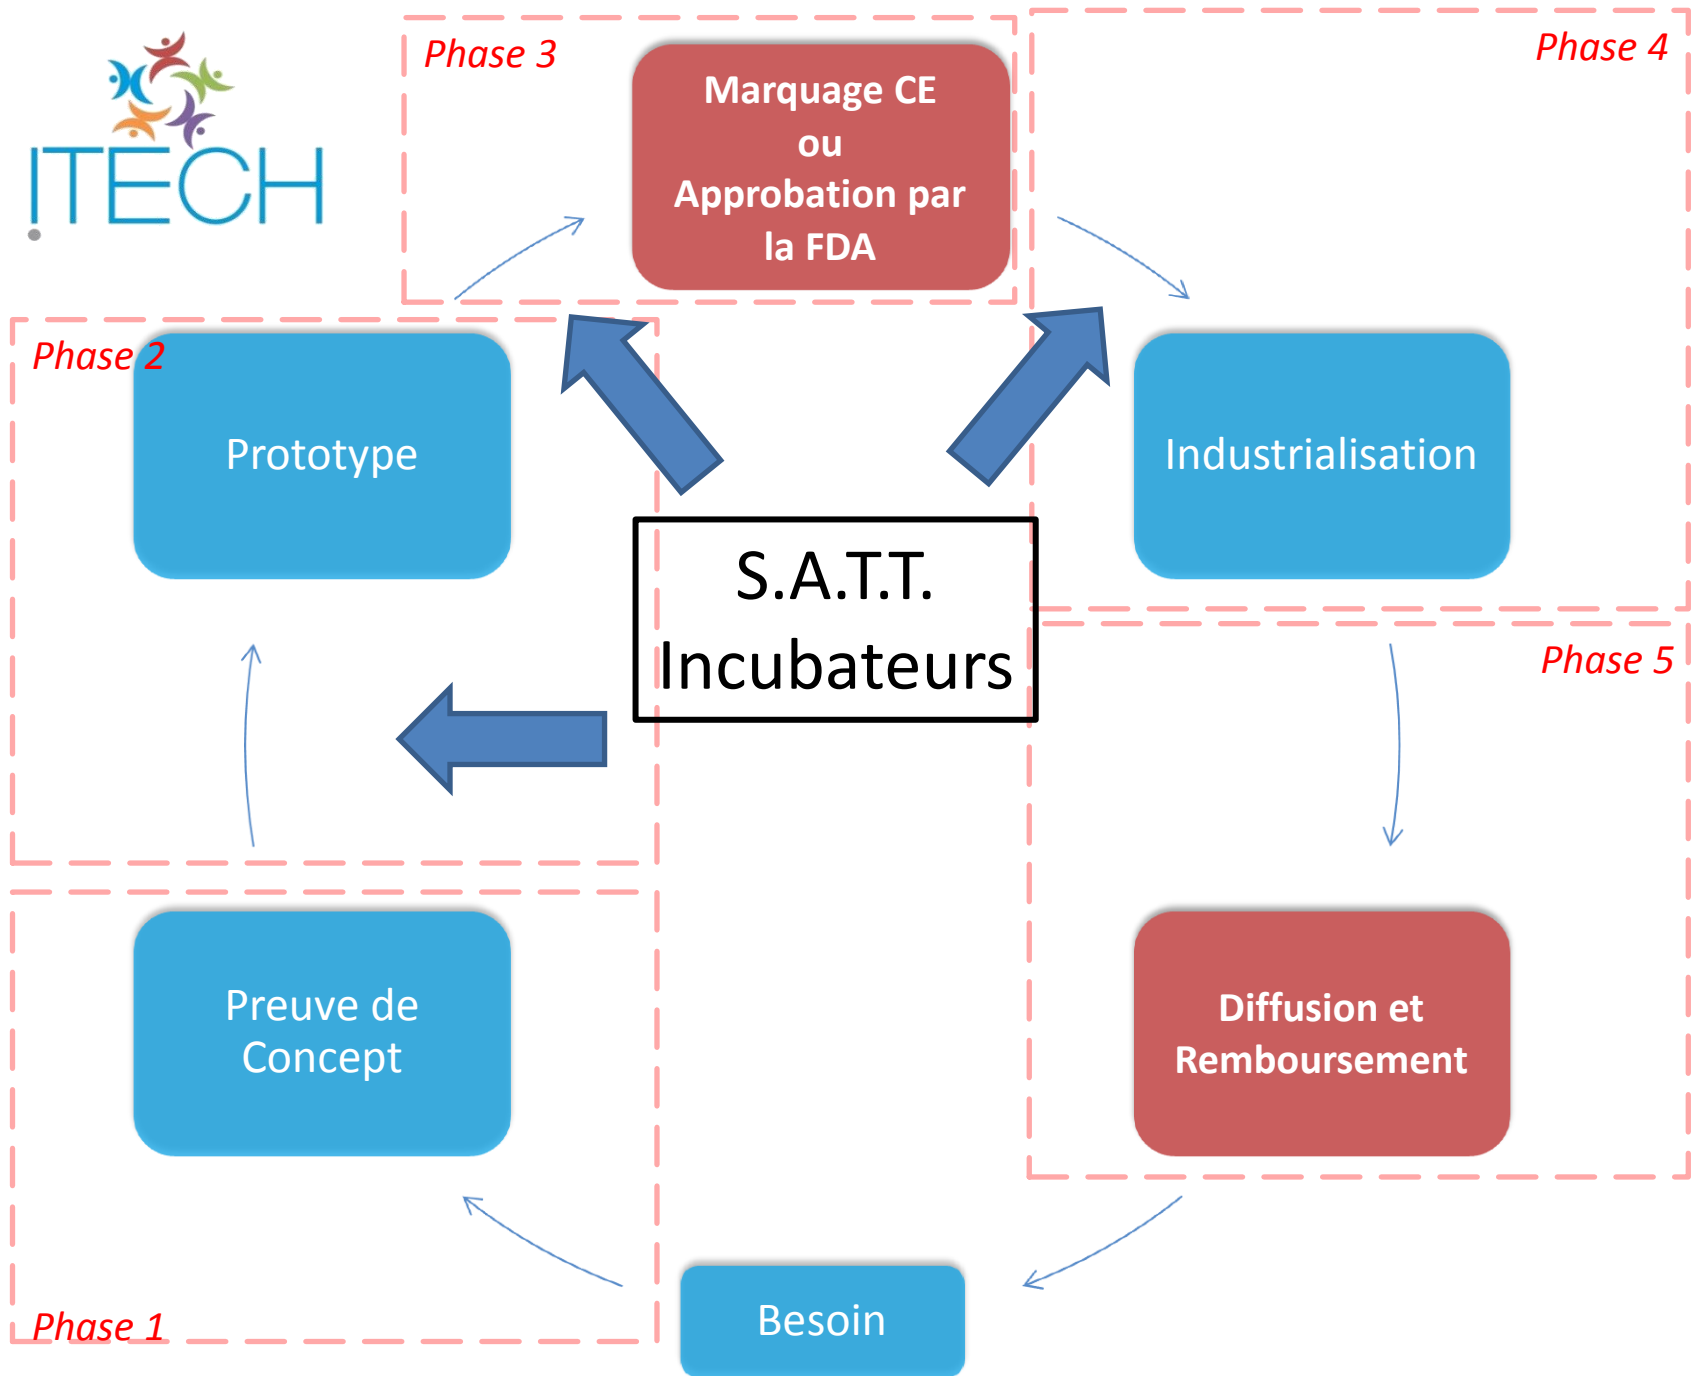 ITECH
Phase 3
Marquage CE
ou
Approbation par
la FDA
Phase 4
Phase 2
Prototype
Industrialisation
S.A.T.T.
Incubateurs
Phase 5
Preuve de
Concept
Diffusion et
Remboursement
Phase 1
Besoin